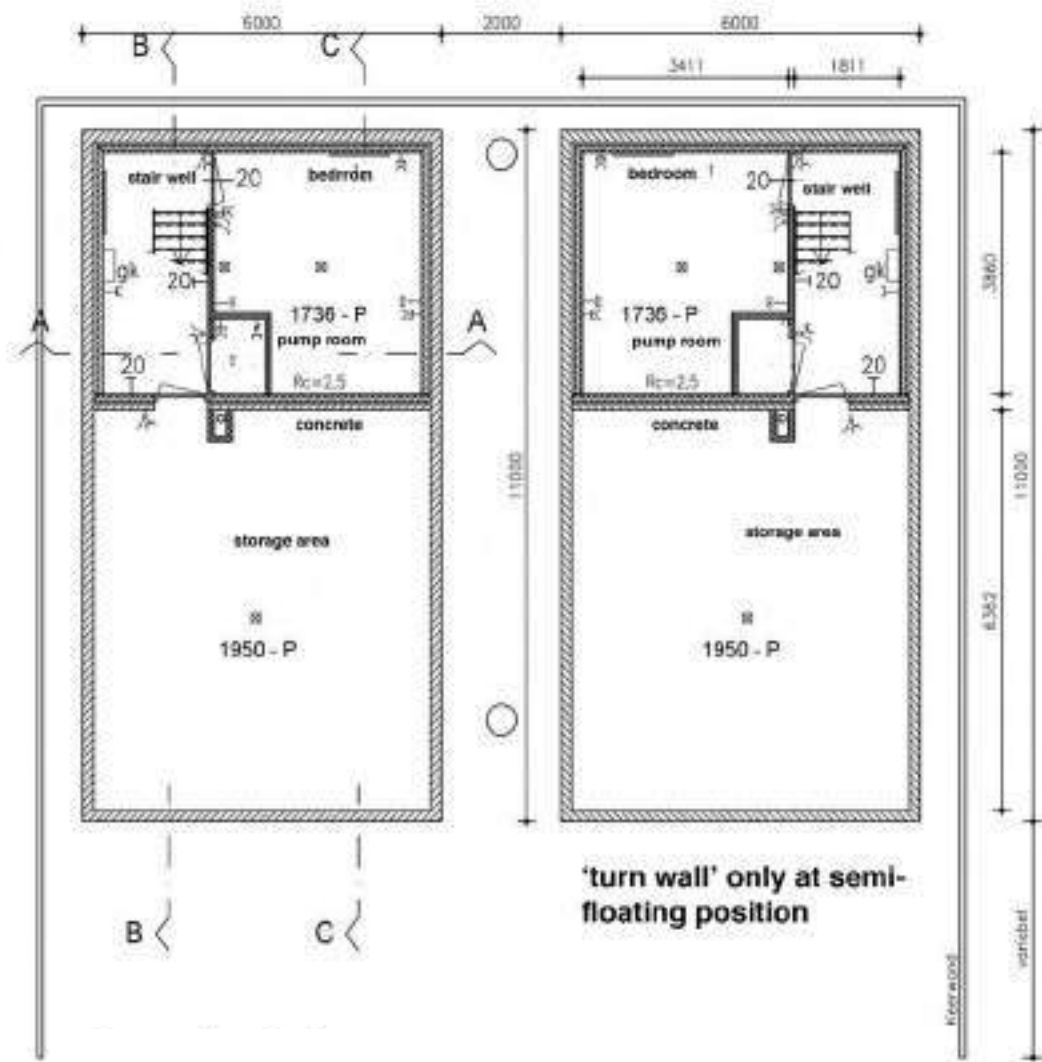 6000
2000
6000
B
C
3411
1811
stair well
20
bedrrdm
bedroom
20
stair well
gk
20
20
gk
3860
A
1736 - P
A
1736 - P
pump room
pump room
20
20
Rc=2,5
Rc=2,5
concrete
concrete
11000
11000
storage area
storage area
6382
1950 - P
1950 - P
'turn wall' only at semi-
floating position
B
C
Keerwand
variabel